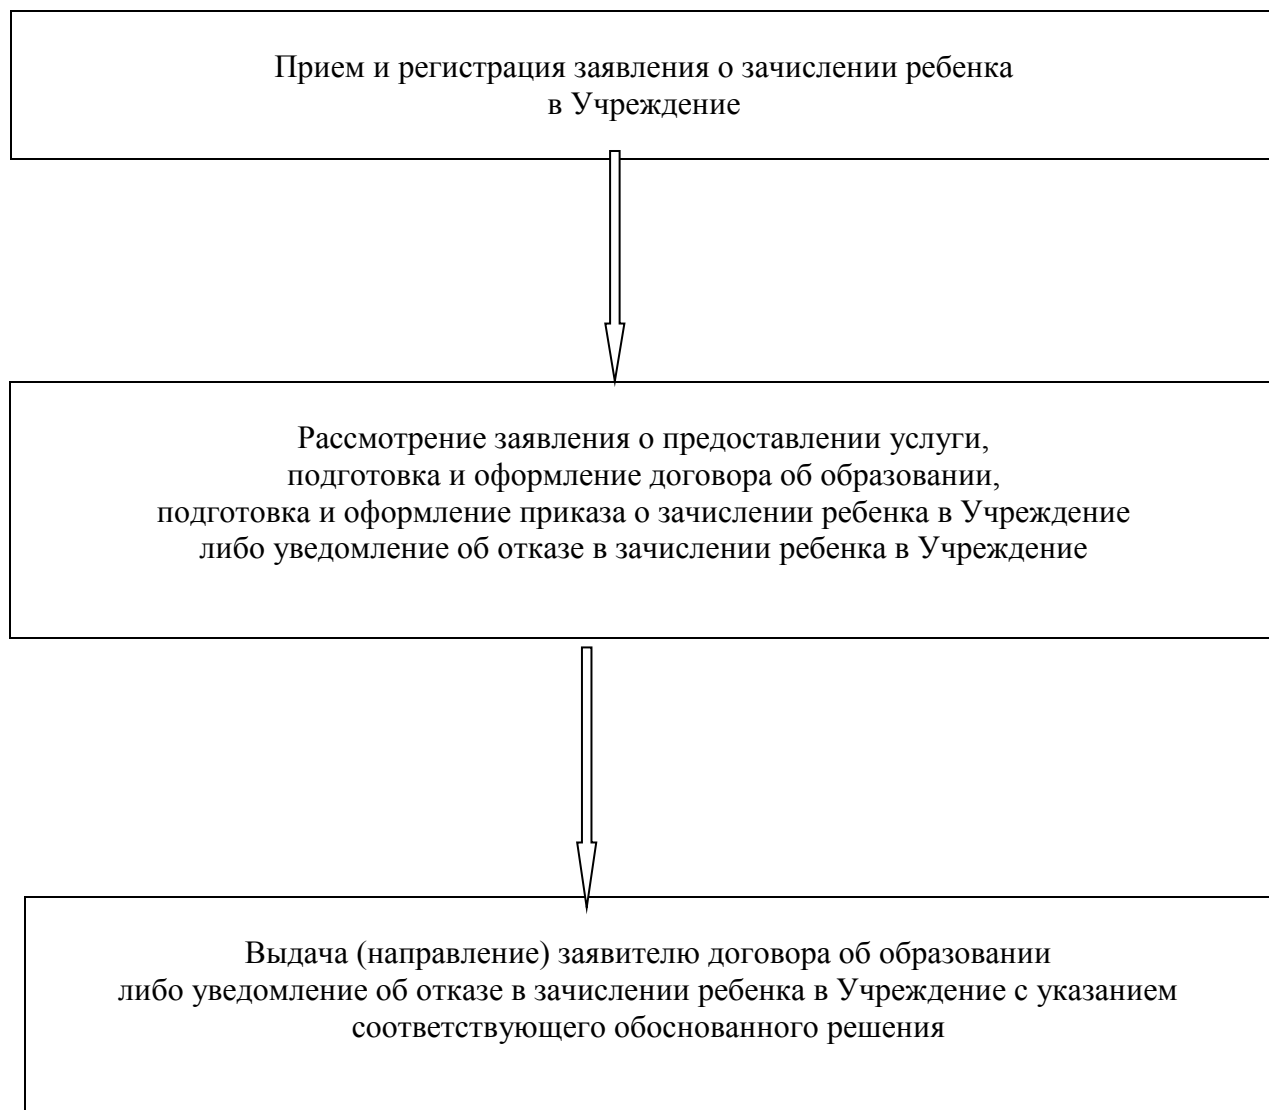 Прием и регистрация заявления о зачислении ребенка
в Учреждение
Рассмотрение заявления о предоставлении услуги,
подготовка и оформление договора об образовании,
подготовка и оформление приказа о зачислении ребенка в Учреждение
либо уведомление об отказе в зачислении ребенка в Учреждение
Выдача (направление) заявителю договора об образовании
либо уведомление об отказе в зачислении ребенка в Учреждение с указанием
соответствующего обоснованного решения